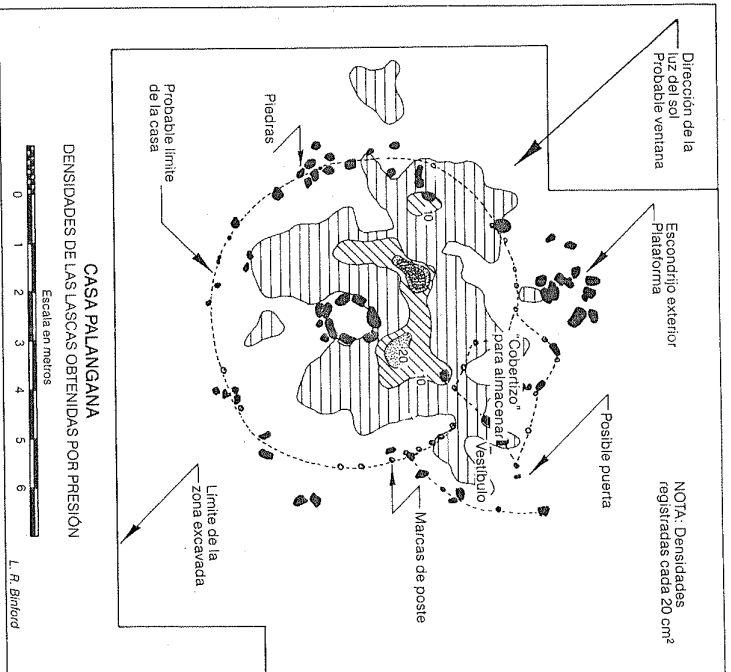 Dirección de la
luz del sol
Probable ventana
Escondrijo exterior
Plataforma
Posible puerta
NOTA: Densidades
registradas cada 20 cm²
"Cobertizo"
para almacenar
Vestíbulo
10
20
10
Piedras
Probable límite
de la casa
Marcas de poste
Límite de la
zona excavada
CASA PALANGANA
DENSIDADES DE LAS LASCAS OBTENIDAS POR PRESIÓN
0 1 2 3 4 5 6
Escala en metros
L. R. Binford